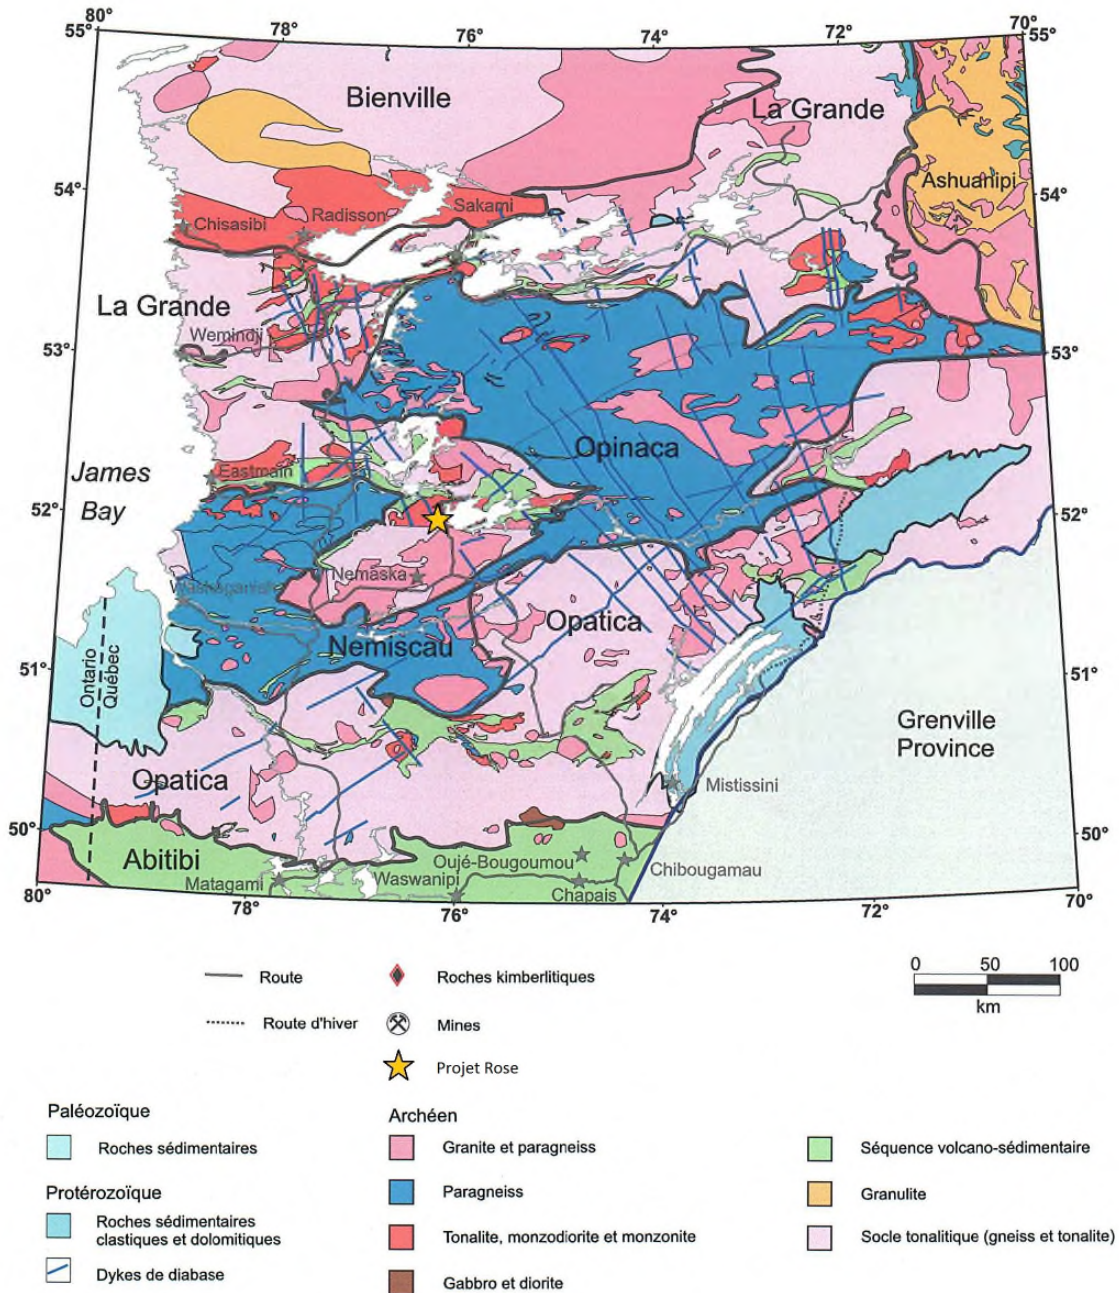 80°
78°
76°
74°
72°
70°
55°
55°
Bienville
La Grande
Ashuanipi
54°
54°
Sakami
Radisson
Chisasibi
La Grande
Wemindji
53°
53°
Opinaca
James
Bay
Eastmain
52°
52°
Nemaska
Waskaganish
Opatica
Nemiscau
51°
51°
Ontario
Québec
Grenville
Province
Opatica
Mistissini
50°
50°
Abitibi
Oujé-Bougoumou
Chibougamau
Matagami
Waswanipi
Chapais
80°
78°
76°
74°
72°
70°
Route
Roches kimberlitiques
0 50 100
km
Route d'hiver
Mines
Projet Rose
Paléozoïque
Roches sédimentaires
Protérozoïque
Roches sédimentaires
clastiques et dolomitiques
Dykes de diabase
Archéen
Granite et paragneiss
Paragneiss
Tonalite, monzodiorite et monzonite
Gabbro et diorite
Séquence volcano-sédimentaire
Granulite
Socle tonalitique (gneiss et tonalite)